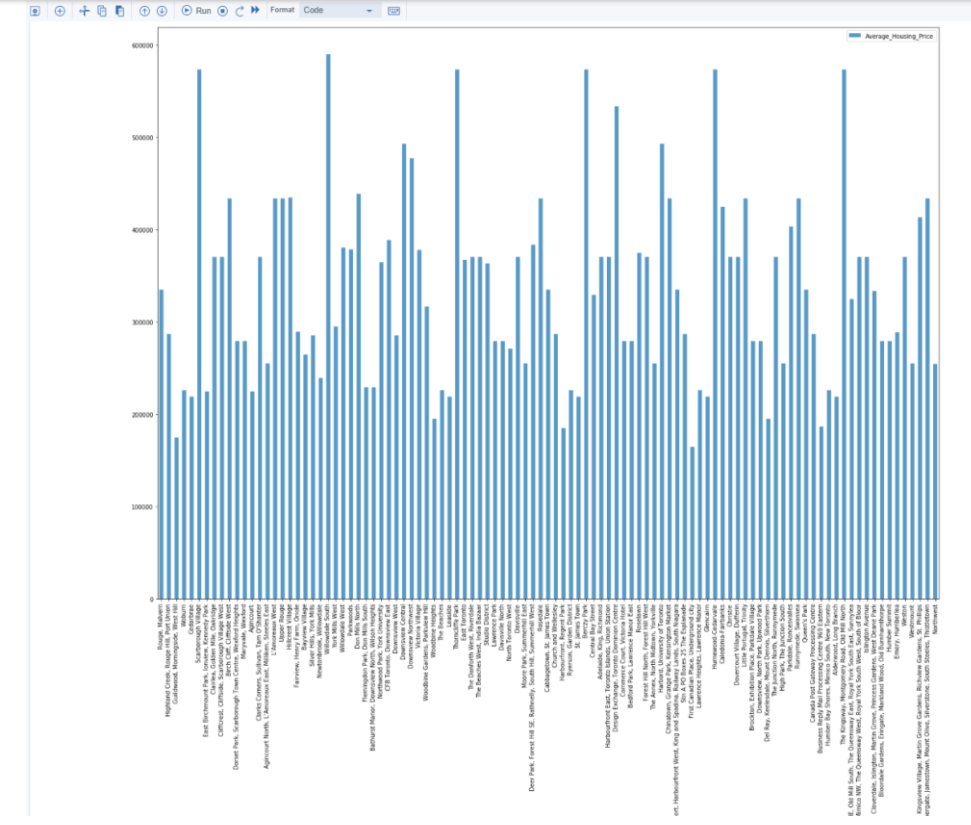 Run
Format
Code
Average_Housing_Price
600000
500000
400000
300000
200000
100000
0
Rouge, Malvern
Highland Creek, Rouge Hill, Port Union
Guildwood, Morningside, West Hill
Woburn
Cedarbrae
Scarborough Village
East Birchmount Park, Ionview, Kennedy Park
Clairlea, Golden Mile, Oakridge
Cliffcrest, Cliffside, Scarborough Village West
Birch Cliff, Cliffside West
Dorset Park, Scarborough Town Centre, Wexford Heights
Maryvale, Wexford
Agincourt
Clarks Corners, Sullivan, Tam O'Shanter
Agincourt North, L'Amoreaux East, Milliken, Steeles East
L'Amoreaux West
Upper Rouge
Hillcrest Village
Fairview, Henry Farm, Oriole
Bayview Village
Silver Hills, York Mills
Newtonbrook, Willowdale
Willowdale South
York Mills West
Willowdale West
Parkwoods
Don Mills North
Flemingdon Park, Don Mills South
Bathurst Manor, Downsview North, Wilson Heights
Northwood Park, York University
CFB Toronto, Downsview East
Downsview West
Downsview Central
Downsview Northwest
Victoria Village
Woodbine Gardens, Parkview Hill
Woodbine Heights
The Beaches
Leaside
Thorncliffe Park
East Toronto
The Danforth West, Riverdale
The Beaches West, India Bazaar
Studio District
Lawrence Park
Davisville North
North Toronto West
Davisville
Moore Park, Summerhill East
Deer Park, Forest Hill SE, Rathnelly, South Hill, Summerhill West
Rosedale
Cabbagetown, St. James Town
Church and Wellesley
Harbourfront, Regent Park
Ryerson, Garden District
St. James Town
Berczy Park
Central Bay Street
Adelaide, King, Richmond
Harbourfront East, Toronto Islands, Union Station
Design Exchange, Toronto Dominion Centre
Commerce Court, Victoria Hotel
Bedford Park, Lawrence Manor East
Roselawn
Forest Hill North, Forest Hill West
The Annex, North Midtown, Yorkville
Harbord, University of Toronto
Chinatown, Grange Park, Kensington Market
ort, Harbourfront West, King and Spadina, Railway Lands, South Niagara
Stn A PO Boxes 25 The Esplanade
First Canadian Place, Underground city
Lawrence Heights, Lawrence Manor
Glencairn
Humewood-Cedarvale
Caledonia-Fairbanks
Christie
Dovercourt Village, Dufferin
Little Portugal, Trinity
Brockton, Exhibition Place, Parkdale Village
Downsview, North Park, Upwood Park
Del Ray, Keelesdale, Mount Dennis, Silverthorn
The Junction North, Runnymede
High Park, The Junction South
Parkdale, Roncesvalles
Runnymede, Swansea
Queen's Park
Canada Post Gateway Processing Centre
Business Reply Mail Processing Centre 969 Eastern
Humber Bay Shores, Mimico South, New Toronto
Alderwood, Long Branch
The Kingsway, Montgomery Road, Old Mill North
E, Old Mill South, The Queensway East, Royal York South East, Sunnylea
Mimico NW, The Queensway West, Royal York South West, South of Bloor
Islington Avenue
Cloverdale, Islington, Martin Grove, Princess Gardens, West Deane Park
Bloordale Gardens, Eringate, Markland Wood, Old Burnhamthorpe
Humber Summit
Emery, Humberlea
Weston
Westmount
Kingsview Village, Martin Grove Gardens, Richview Gardens, St. Phillips
ergate, Jamestown, Mount Olive, Silverstone, South Steeles, Thistletown
Northwest